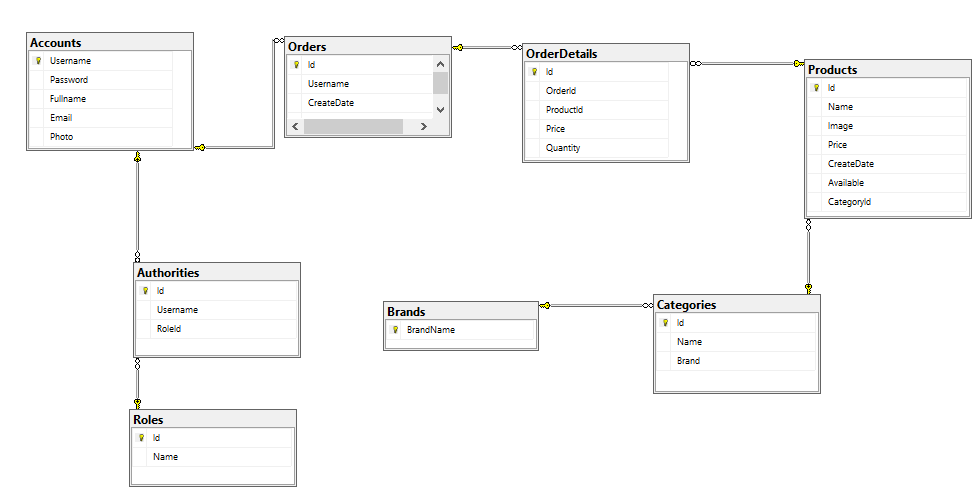 Accounts
Username
Password
Fullname
Email
Photo
Orders
Id
Username
CreateDate
OrderDetails
Id
OrderId
ProductId
Price
Quantity
Products
Id
Name
Image
Price
CreateDate
Available
CategoryId
Authorities
Id
Username
RoleId
Brands
BrandName
Categories
Id
Name
Brand
Roles
Id
Name